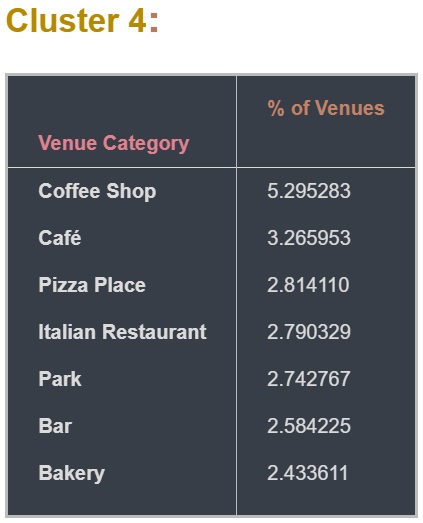 Cluster 4:
% of Venues
Venue Category
Coffee Shop 5.295283
Café 3.265953
Pizza Place 2.814110
Italian Restaurant 2.790329
Park 2.742767
Bar 2.584225
Bakery 2.433611